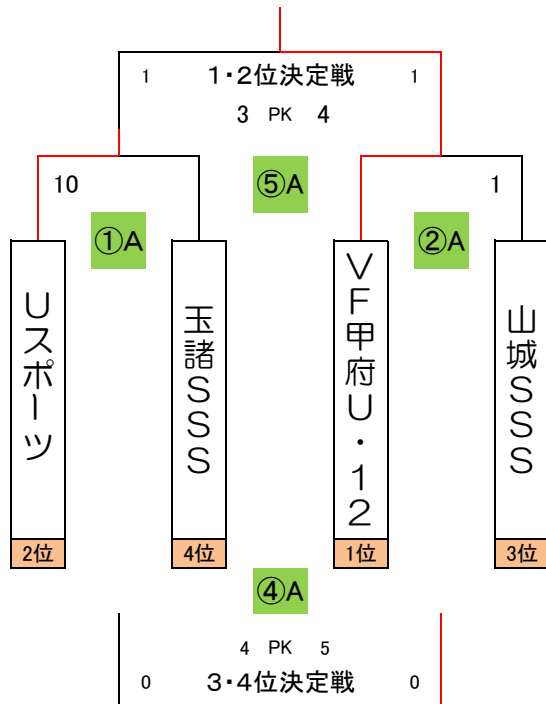 1 1・2位決定戦 1
3 PK 4
10 ⑤A 1
①A ②A
Uスポーツ
玉諸SSS
VF甲府U・12
山城SSS
2位 4位 1位 3位
④A
4 PK 5
0 3・4位決定戦 0